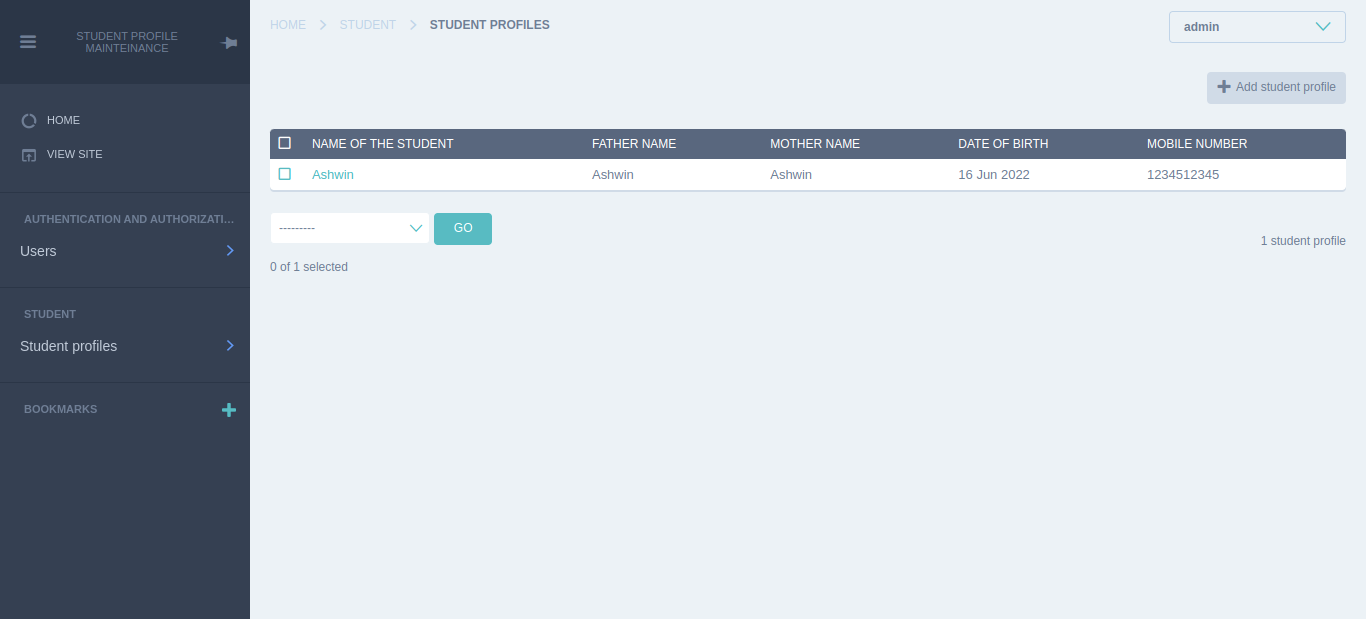 STUDENT PROFILE
MAINTEINANCE
HOME
VIEW SITE
AUTHENTICATION AND AUTHORIZATI...
Users
STUDENT
Student profiles
BOOKMARKS
HOME STUDENT STUDENT PROFILES
admin
Add student profile
NAME OF THE STUDENT FATHER NAME MOTHER NAME DATE OF BIRTH MOBILE NUMBER
Ashwin Ashwin Ashwin 16 Jun 2022 1234512345
--------- GO
1 student profile
0 of 1 selected